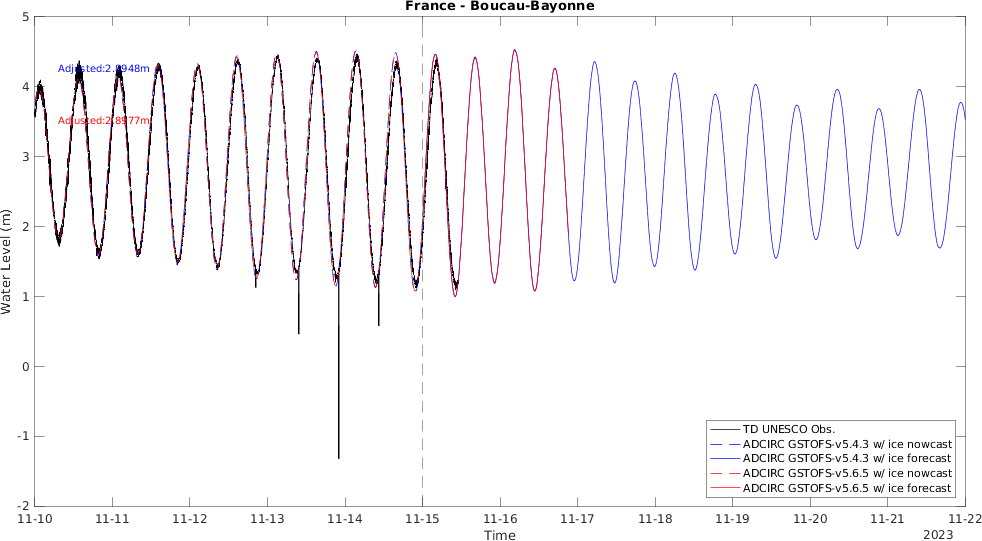 France - Boucau-Bayonne
5
4
3
2
1
0
-1
-2
Water Level (m)
Adjusted:2.8948m
Adjusted:2.8977m
TD UNESCO Obs.
ADCIRC GSTOFS-v5.4.3 w/ ice nowcast
ADCIRC GSTOFS-v5.4.3 w/ ice forecast
ADCIRC GSTOFS-v5.6.5 w/ ice nowcast
ADCIRC GSTOFS-v5.6.5 w/ ice forecast
11-10 11-11 11-12 11-13 11-14 11-15 11-16 11-17 11-18 11-19 11-20 11-21 11-22
Time
2023